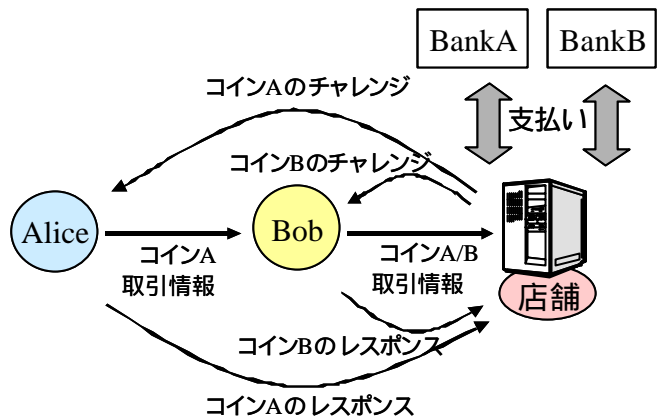 BankA
BankB
コインAのチャレンジ
支払い
コインBのチャレンジ
Alice
Bob
コインA
取引情報
コインA/B
取引情報
店舗
コインBのレスポンス
コインAのレスポンス